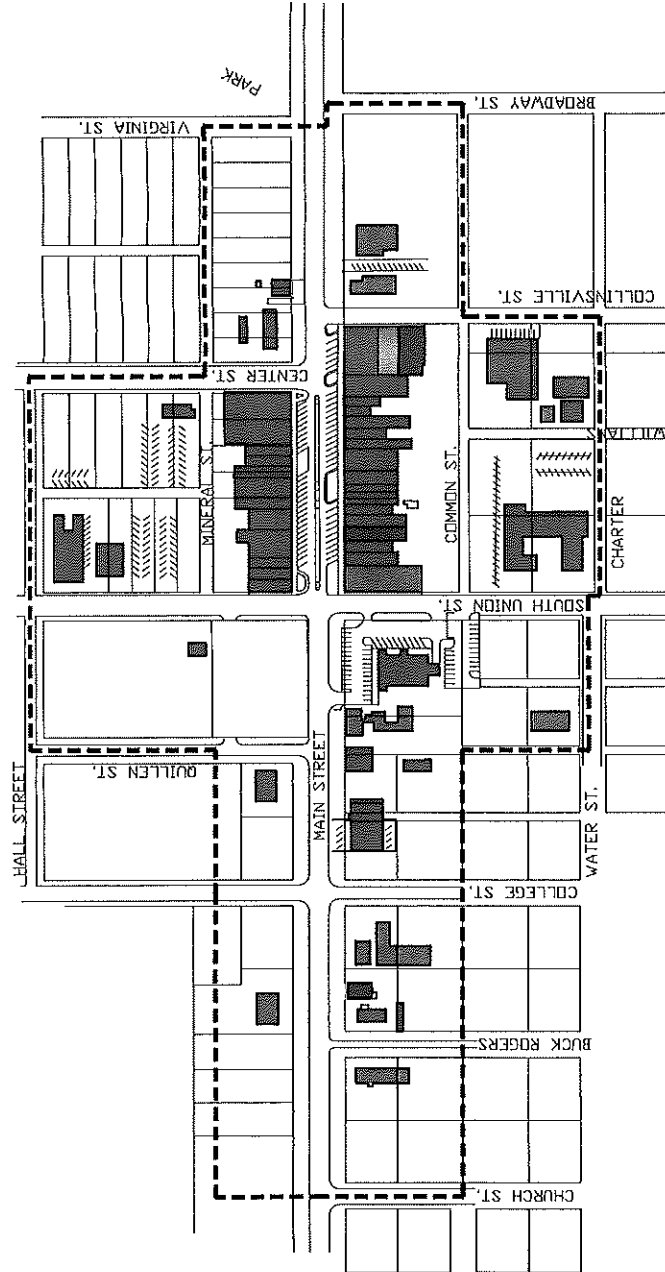 PARK
BROADWAY ST.
VIRGINIA ST.
COLLINSVILLE ST.
CENTER ST.
WILLIAMS
MINERAL ST.
COMMON ST.
CHARTER
SOUTH UNION ST.
QUILLEN ST.
HALL STREET
MAIN STREET
WATER ST.
COLLEGE ST.
BUCK ROGERS
CHURCH ST.